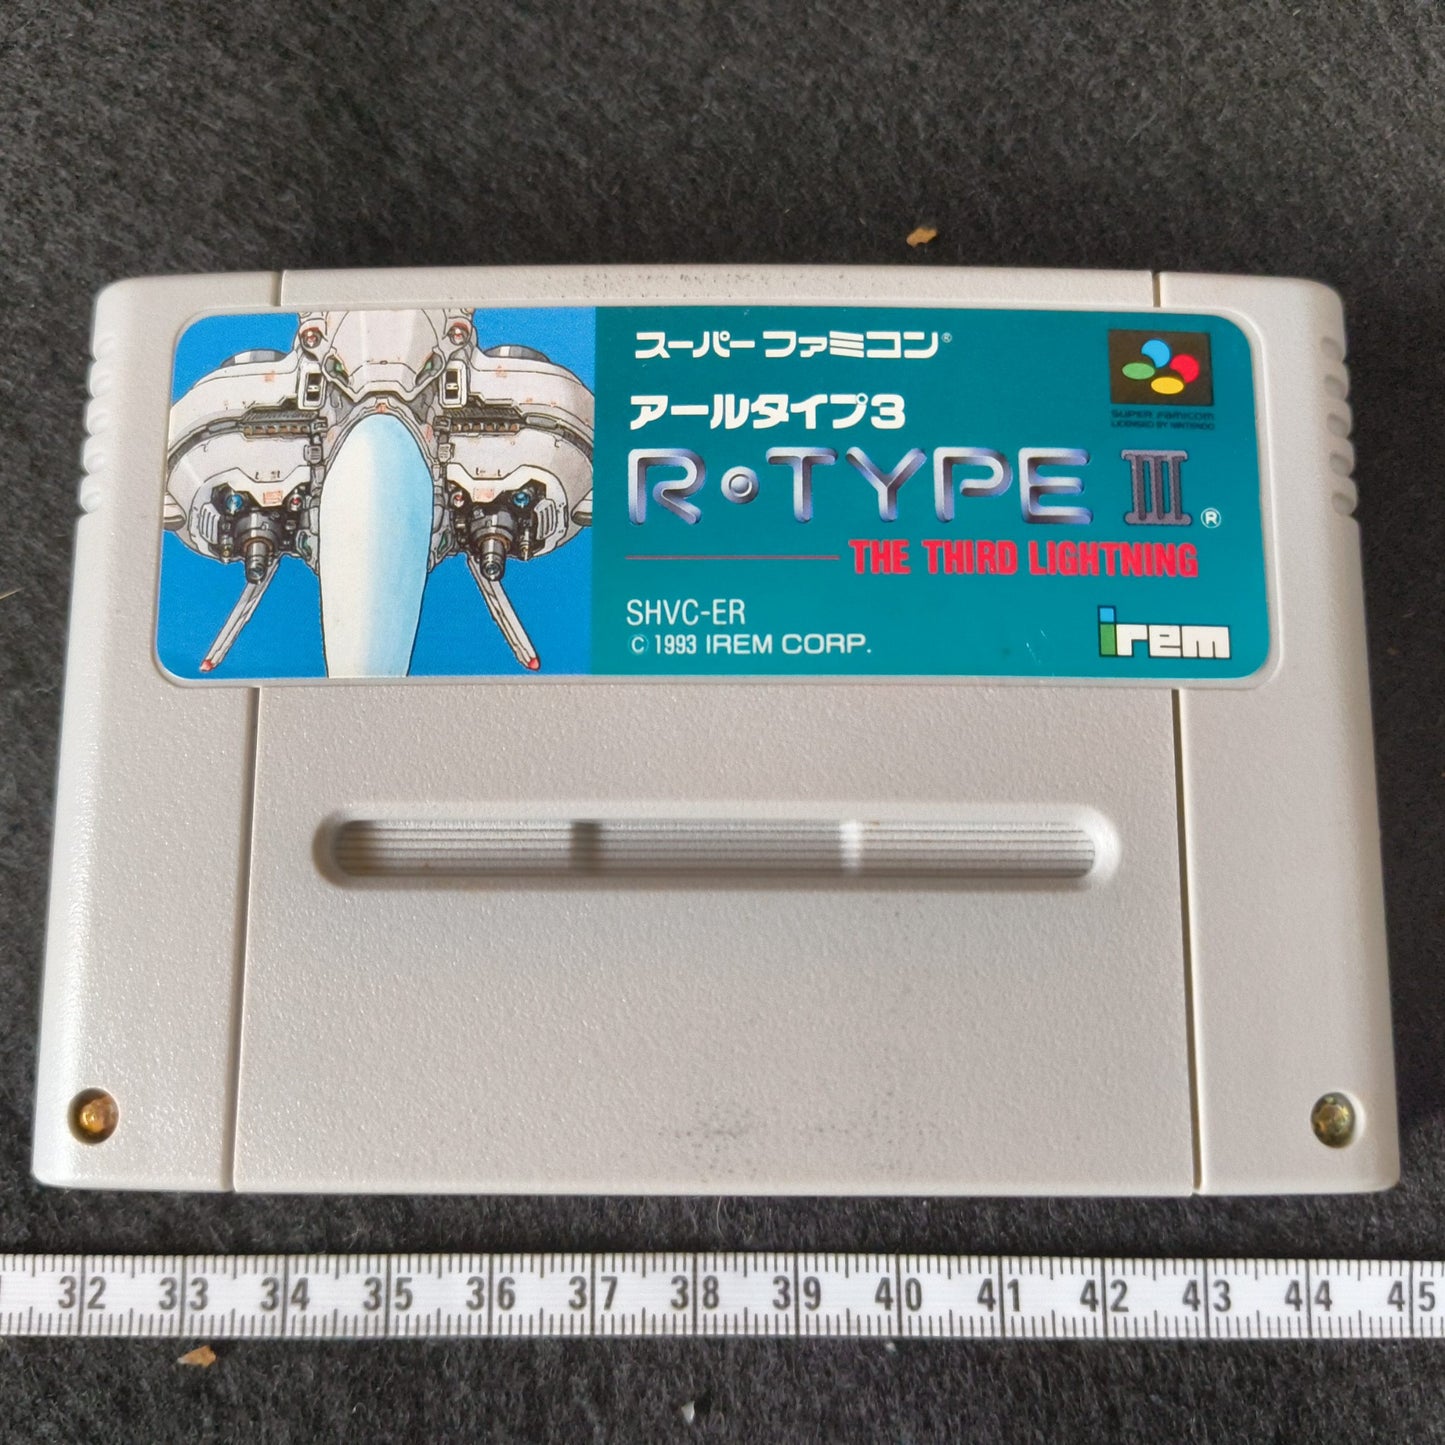 スーパーファミコン®
アールタイプ3
R・TYPE III®
THE THIRD LIGHTNING
SHVC-ER
© 1993 IREM CORP.
SUPER FAMICOM
LICENSED BY NINTENDO
irem
32 33 34 35 36 37 38 39 40 41 42 43 44 45